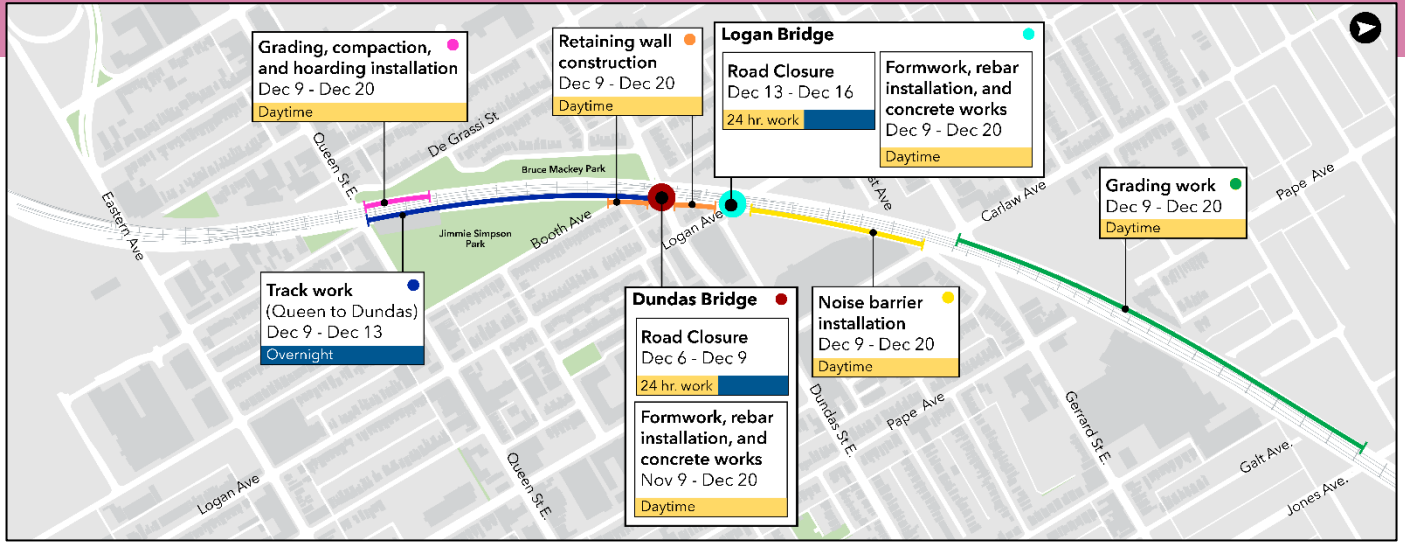 Grading, compaction,
and hoarding installation
Dec 9 - Dec 20
Daytime
Retaining wall
construction
Dec 9 - Dec 20
Daytime
Logan Bridge
Road Closure
Dec 13 - Dec 16
24 hr. work
Formwork, rebar
installation, and
concrete works
Dec 9 - Dec 20
Daytime
Grading work
Dec 9 - Dec 20
Daytime
Track work
(Queen to Dundas)
Dec 9 - Dec 13
Overnight
Dundas Bridge
Road Closure
Dec 6 - Dec 9
24 hr. work
Formwork, rebar
installation, and
concrete works
Nov 9 - Dec 20
Daytime
Noise barrier
installation
Dec 9 - Dec 20
Daytime
Eastern Ave
Queen St E.
De Grassi St
Bruce Mackey Park
Jimmie Simpson
Park
Booth Ave
Logan Ave
Ave
Carlaw Ave
Pape Ave
Logan Ave
Queen St E.
Dundas St E.
Pape Ave
Gerrard St E.
Galt Ave.
Jones Ave.